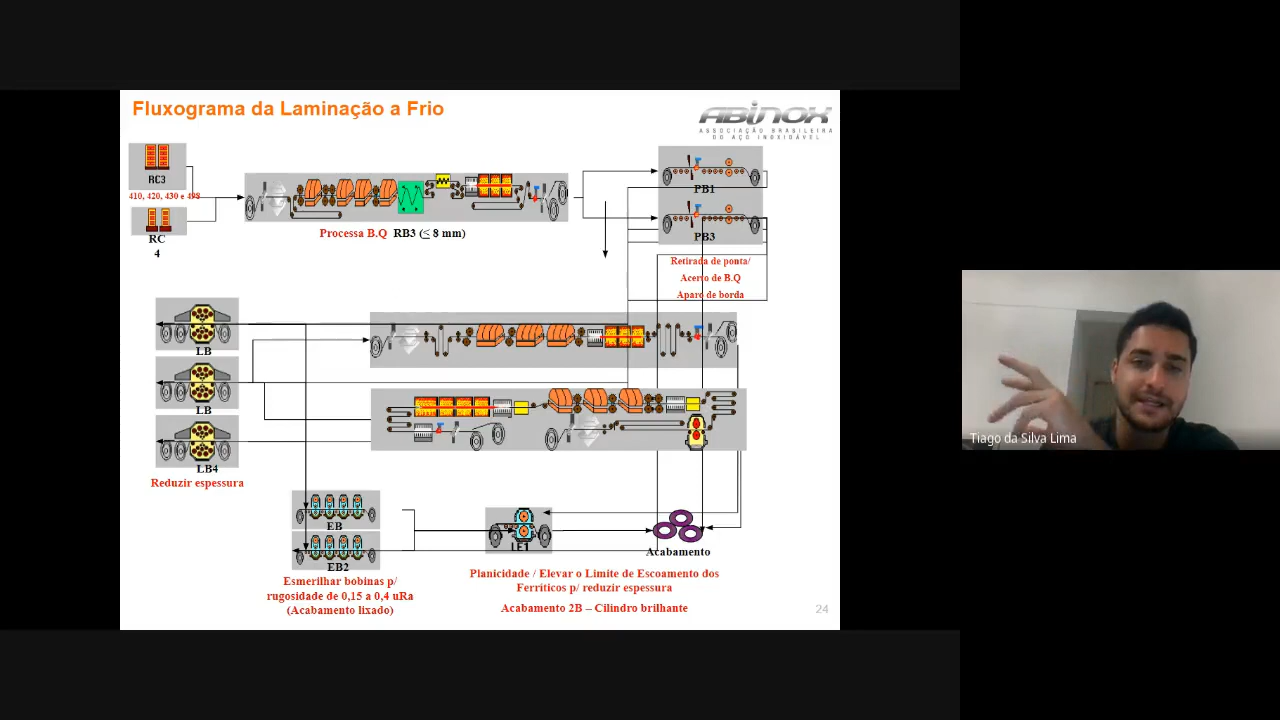 Fluxograma da Laminação a Frio
ABINOX
ASSOCIAÇÃO BRASILEIRA
DO AÇO INOXIDÁVEL
RC3
410, 420, 430 e 498
RC
4
Processa B.Q RB3 (≤ 8 mm)
PB1
PB3
Retirada de ponta/
Acerto de B.Q
Aparo de borda
LB
LB
LB4
Reduzir espessura
EB
EB2
Esmerilhar bobinas p/
rugosidade de 0,15 a 0,4 uRa
(Acabamento lixado)
LE1
Acabamento
Planicidade / Elevar o Limite de Escoamento dos
Ferríticos p/ reduzir espessura
Acabamento 2B – Cilindro brilhante
24
Tiago da Silva Lima